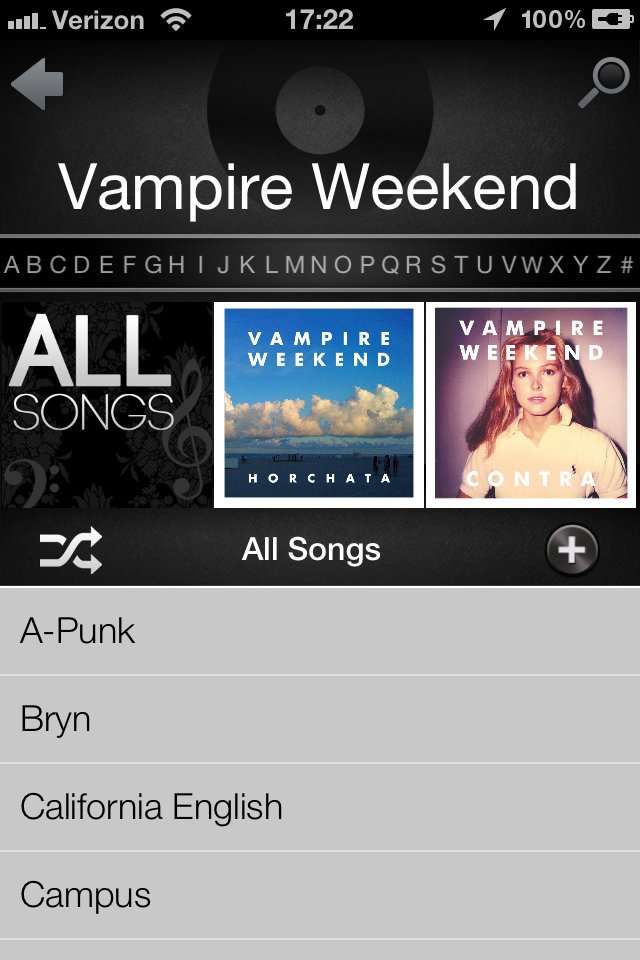 Verizon 17:22 100%
Vampire Weekend
A B C D E F G H I J K L M N O P Q R S T U V W X Y Z #
ALL
SONGS
VAMPIRE
WEEKEND
HORCHATA
VAMPIRE
WEEKEND
CONTRA
All Songs
A-Punk
Bryn
California English
Campus